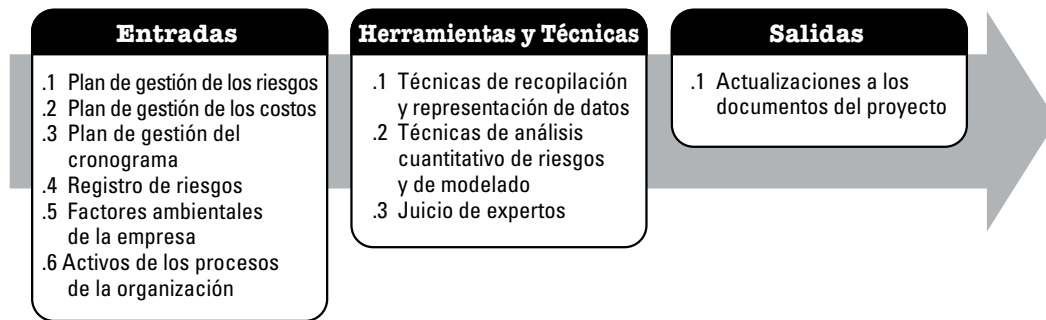 Entradas
.1 Plan de gestión de los riesgos
.2 Plan de gestión de los costos
.3 Plan de gestión del
cronograma
.4 Registro de riesgos
.5 Factores ambientales
de la empresa
.6 Activos de los procesos
de la organización
Herramientas y Técnicas
.1 Técnicas de recopilación
y representación de datos
.2 Técnicas de análisis
cuantitativo de riesgos
y de modelado
.3 Juicio de expertos
Salidas
.1 Actualizaciones a los
documentos del proyecto